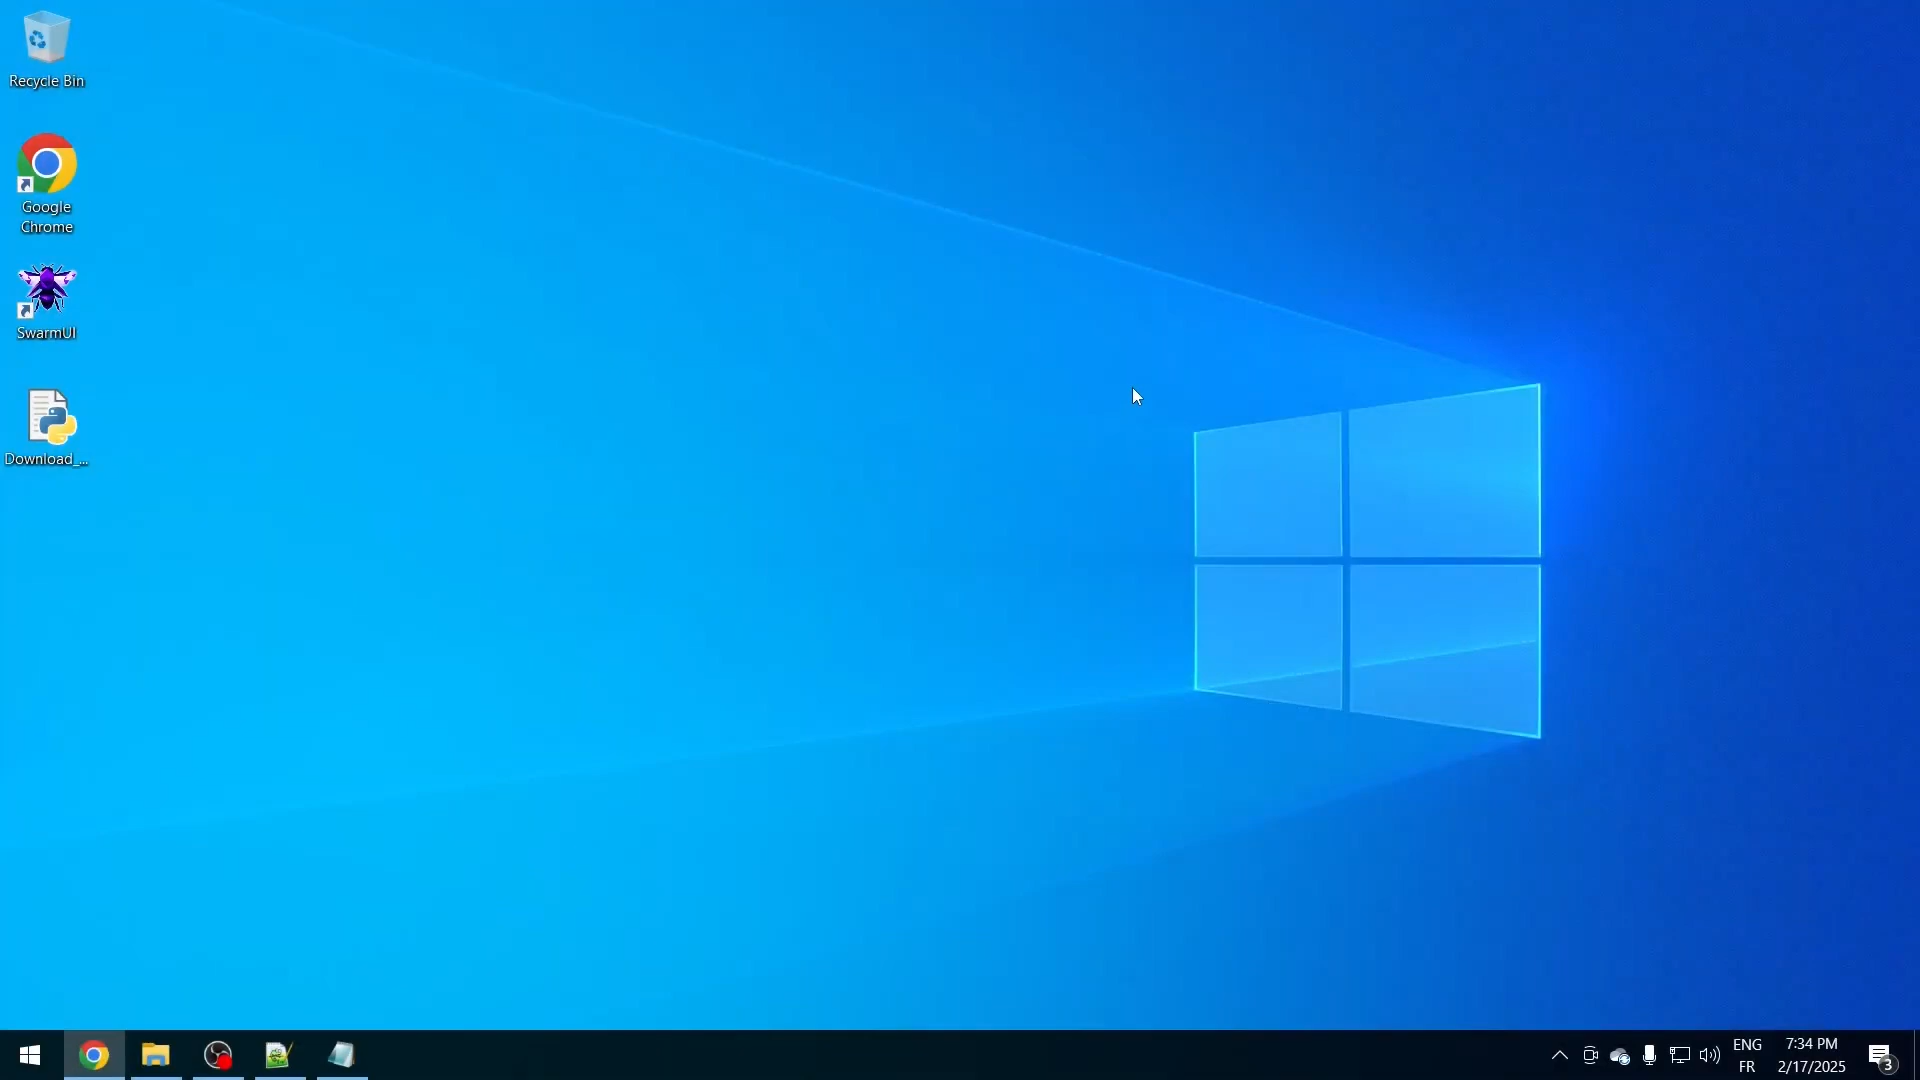 Recycle Bin
Google
Chrome
SwarmUI
Download_...
ENG
FR
7:34 PM
2/17/2025
3